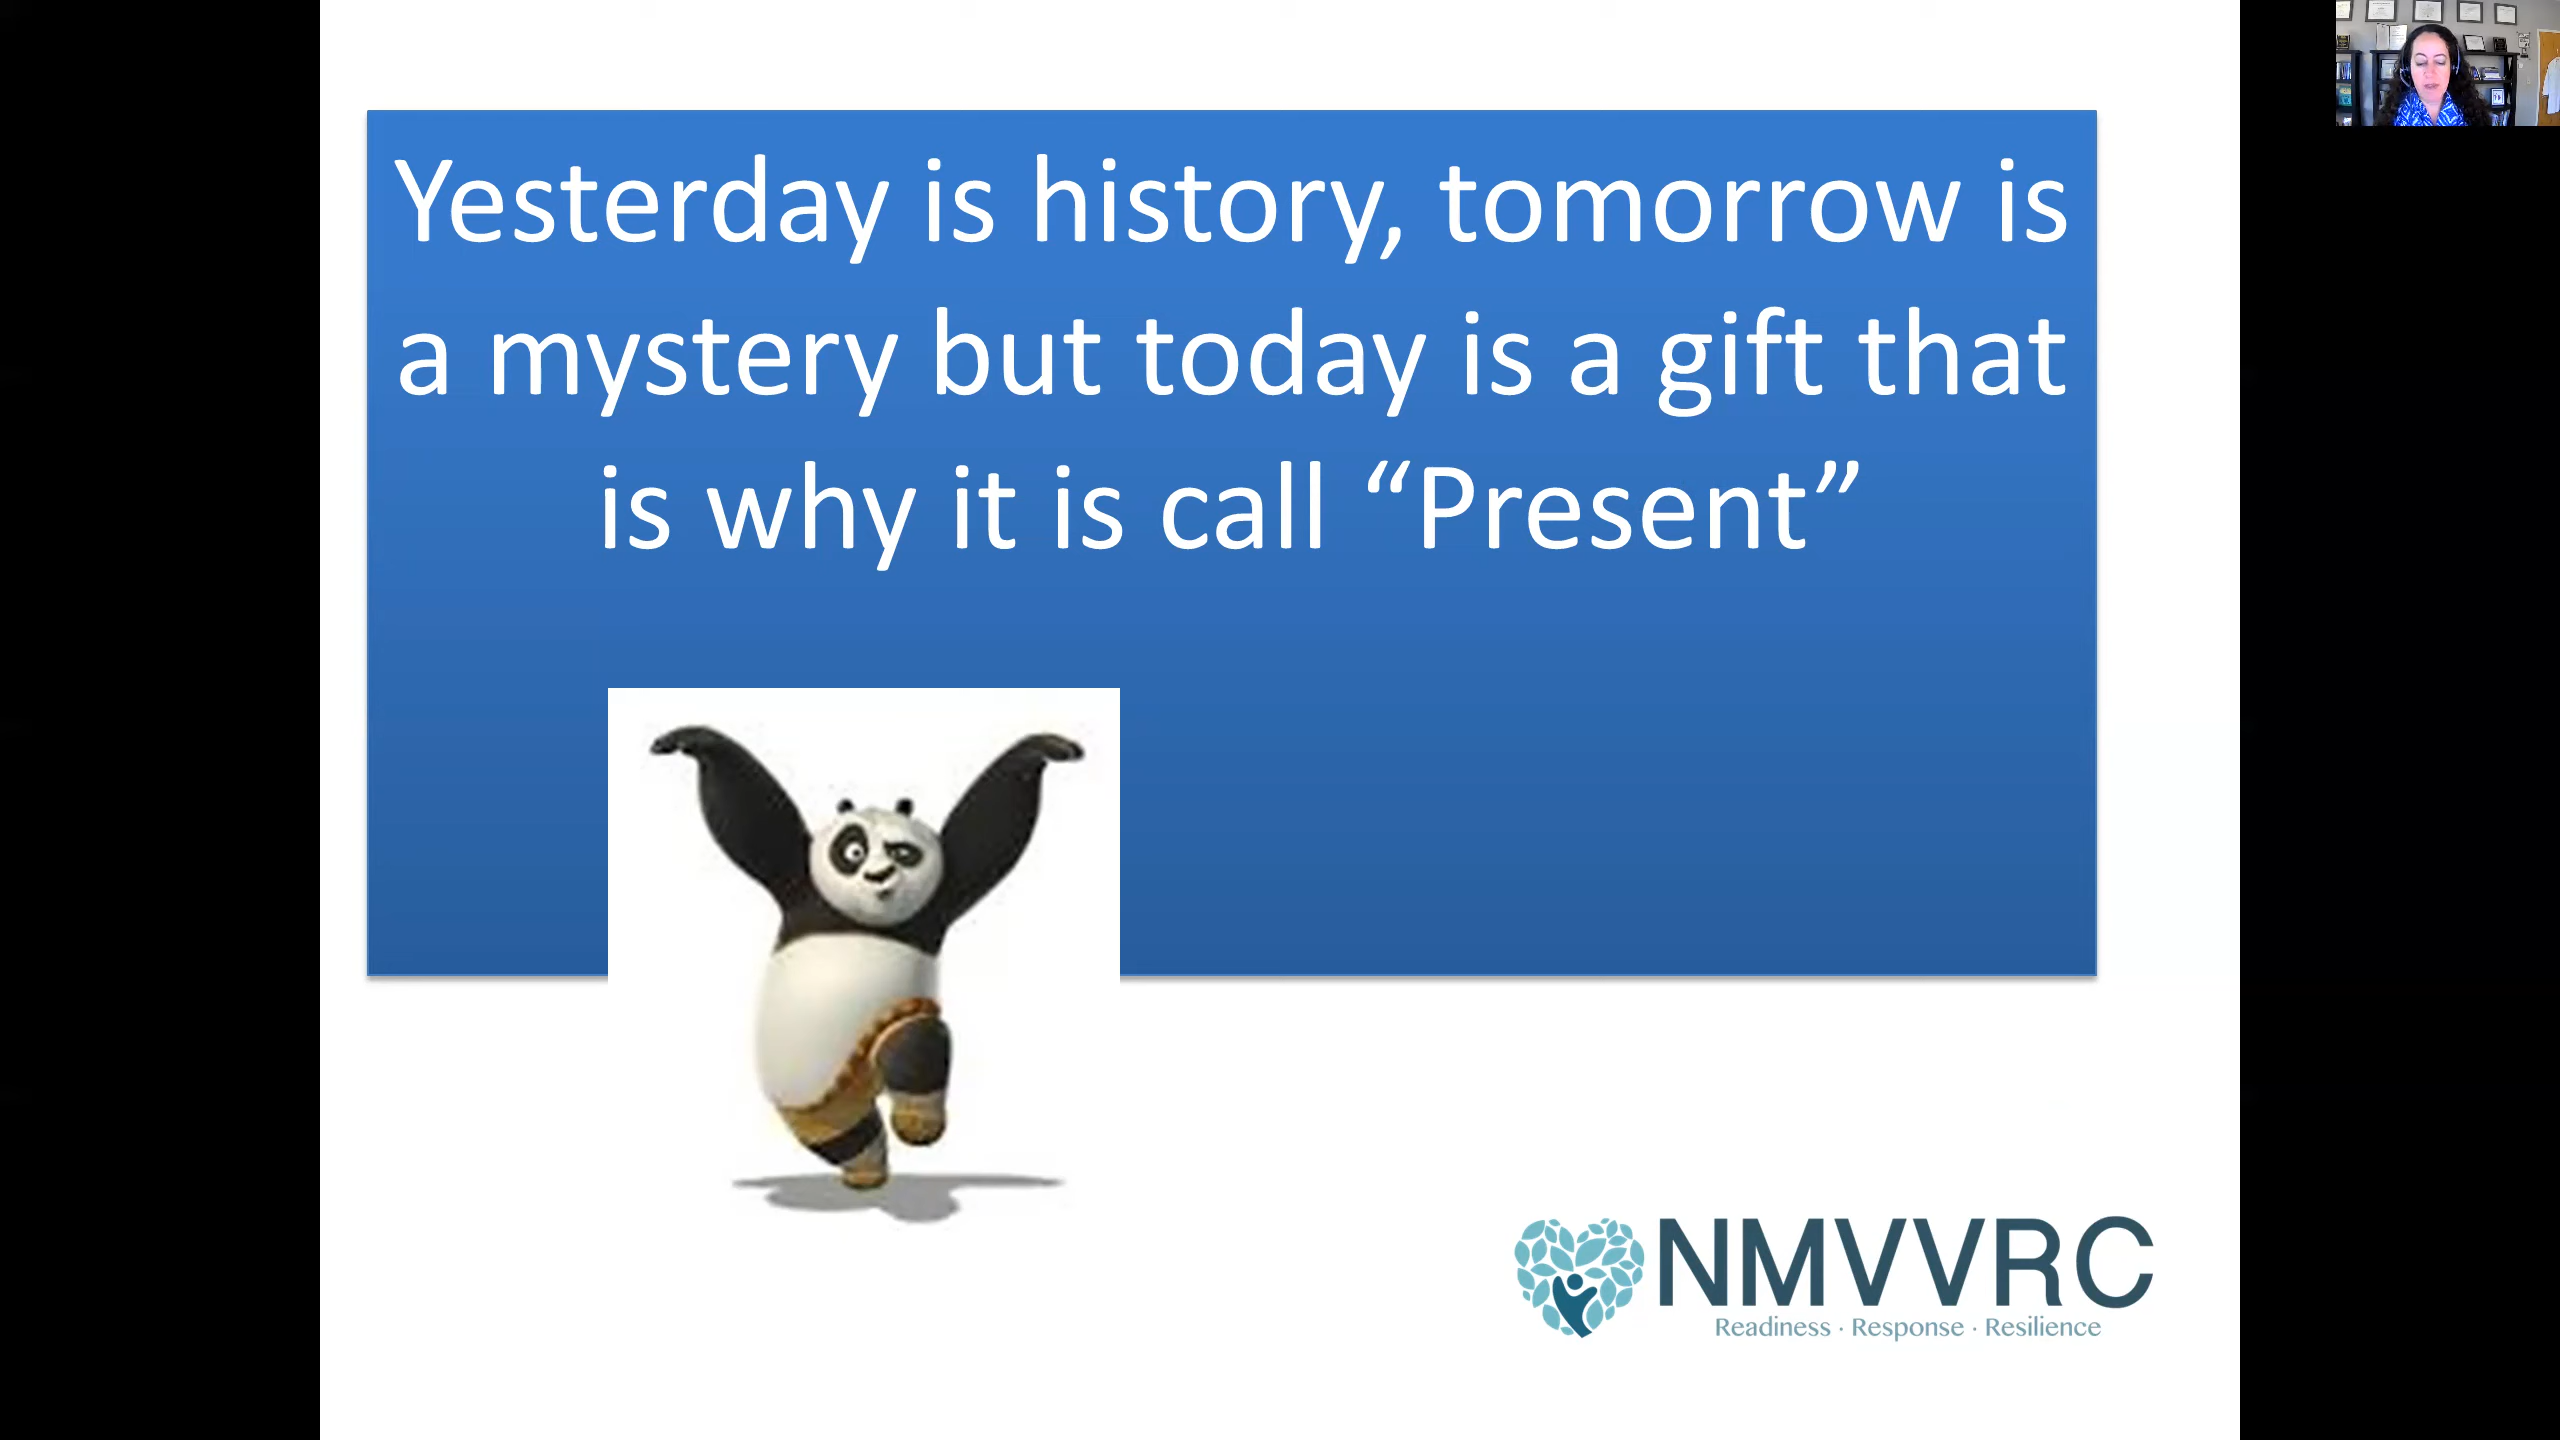 Yesterday is history, tomorrow is
a mystery but today is a gift that
is why it is call “Present”
NMVVRC
Readiness · Response · Resilience